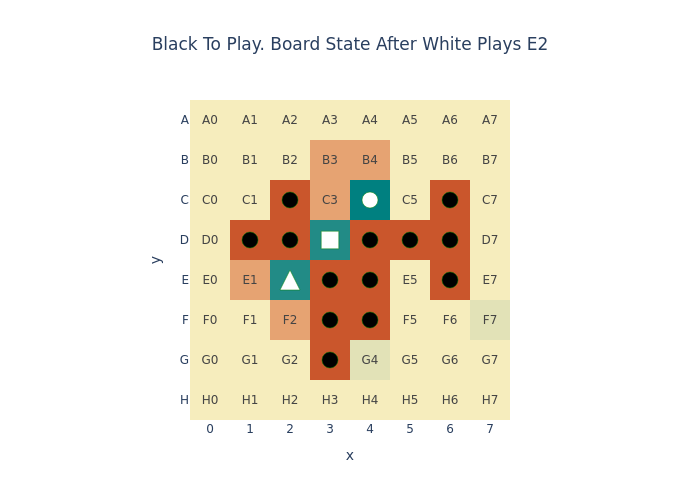 Black To Play. Board State After White Plays E2
A A0 A1 A2 A3 A4 A5 A6 A7
B B0 B1 B2 B3 B4 B5 B6 B7
C C0 C1 C3 C5 C7
D D0 D7
E E0 E1 E5 E7
F F0 F1 F2 F5 F6 F7
G G0 G1 G2 G4 G5 G6 G7
H H0 H1 H2 H3 H4 H5 H6 H7
0 1 2 3 4 5 6 7
x
y